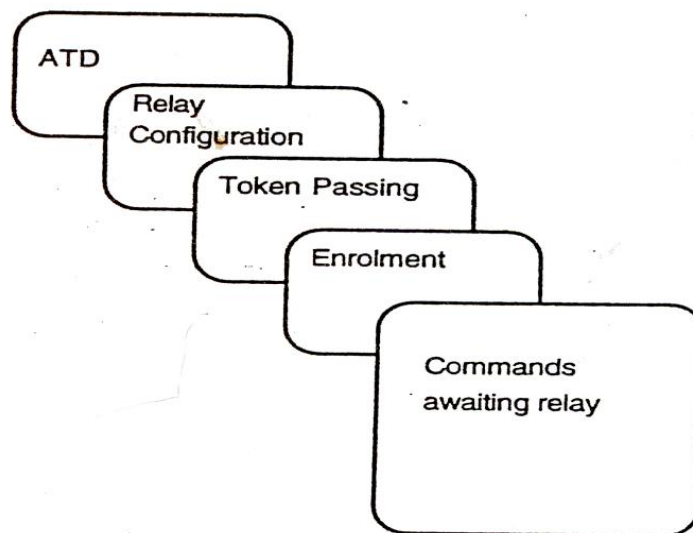 ATD
Relay
Configuration
Token Passing
Enrolment
Commands
awaiting relay